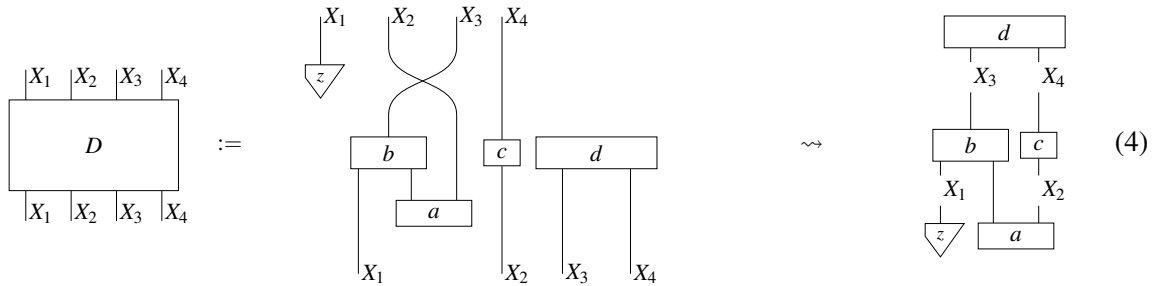 X₁ X₂ X₃ X₄
d
X₃ X₄
X₁ X₂ X₃ X₄
z
D := b c d ⇝ b c (4)
a
X₁ X₂
X₁ X₂ X₃ X₄
z a
X₁ X₂ X₃ X₄